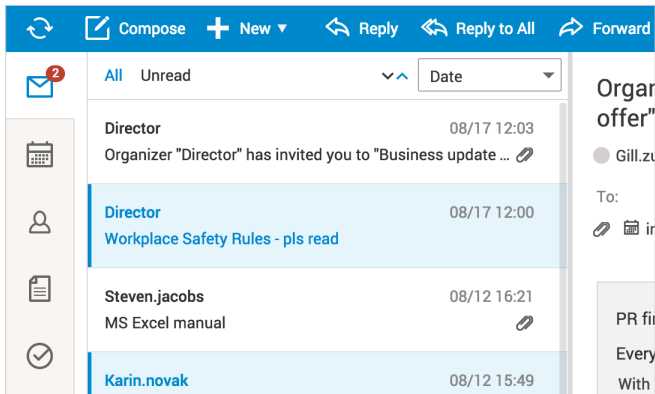 Compose New Reply Reply to All Forward
2
All Unread Date
Director 08/17 12:03
Organizer "Director" has invited you to "Business update ...
Director 08/17 12:00
Workplace Safety Rules - pls read
Steven.jacobs 08/12 16:21
MS Excel manual
Karin.novak 08/12 15:49
offer"
To:
PR
Every
With